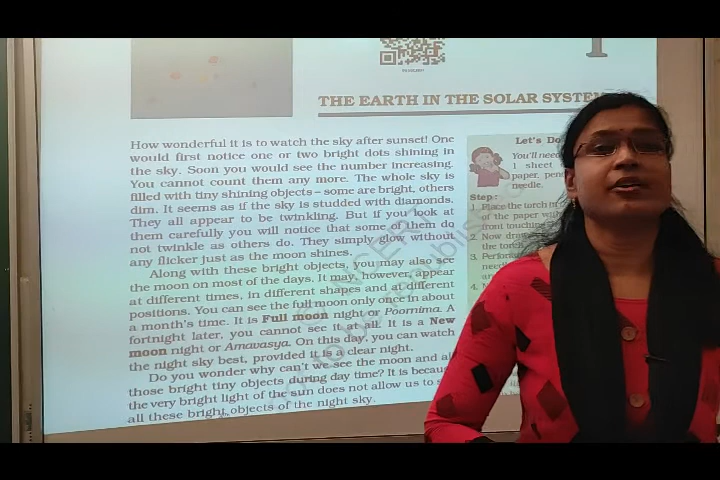 1
THE EARTH IN THE SOLAR SYSTEM
How wonderful it is to watch the sky after sunset! One
would first notice one or two bright dots shining in
the sky. Soon you would see the number increasing.
You cannot count them any more. The whole sky is
filled with tiny shining objects – some are bright, others
dim. It seems as if the sky is studded with diamonds.
They all appear to be twinkling. But if you look at
them carefully you will notice that some of them do
not twinkle as others do. They simply glow without
any flicker just as the moon shines.
Along with these bright objects, you may also see
the moon on most of the days. It may, however, appear
at different times, in different shapes and at different
positions. You can see the full moon only once in about
a month's time. It is Full moon night or Poornima. A
fortnight later, you cannot see it at all. It is a New
moon night or Amavasya. On this day, you can watch
the night sky best, provided it is a clear night.
Do you wonder why can't we see the moon and all
those bright tiny objects during day time? It is because
the very bright light of the sun does not allow us to
all these bright objects of the night sky.
Let's Do
You'll need
1 sheet
paper, pen
needle.
Step :
1. Place the torch in
of the paper with
front touching
2. Now draw
the torch.
3. Perforate
needle
4.